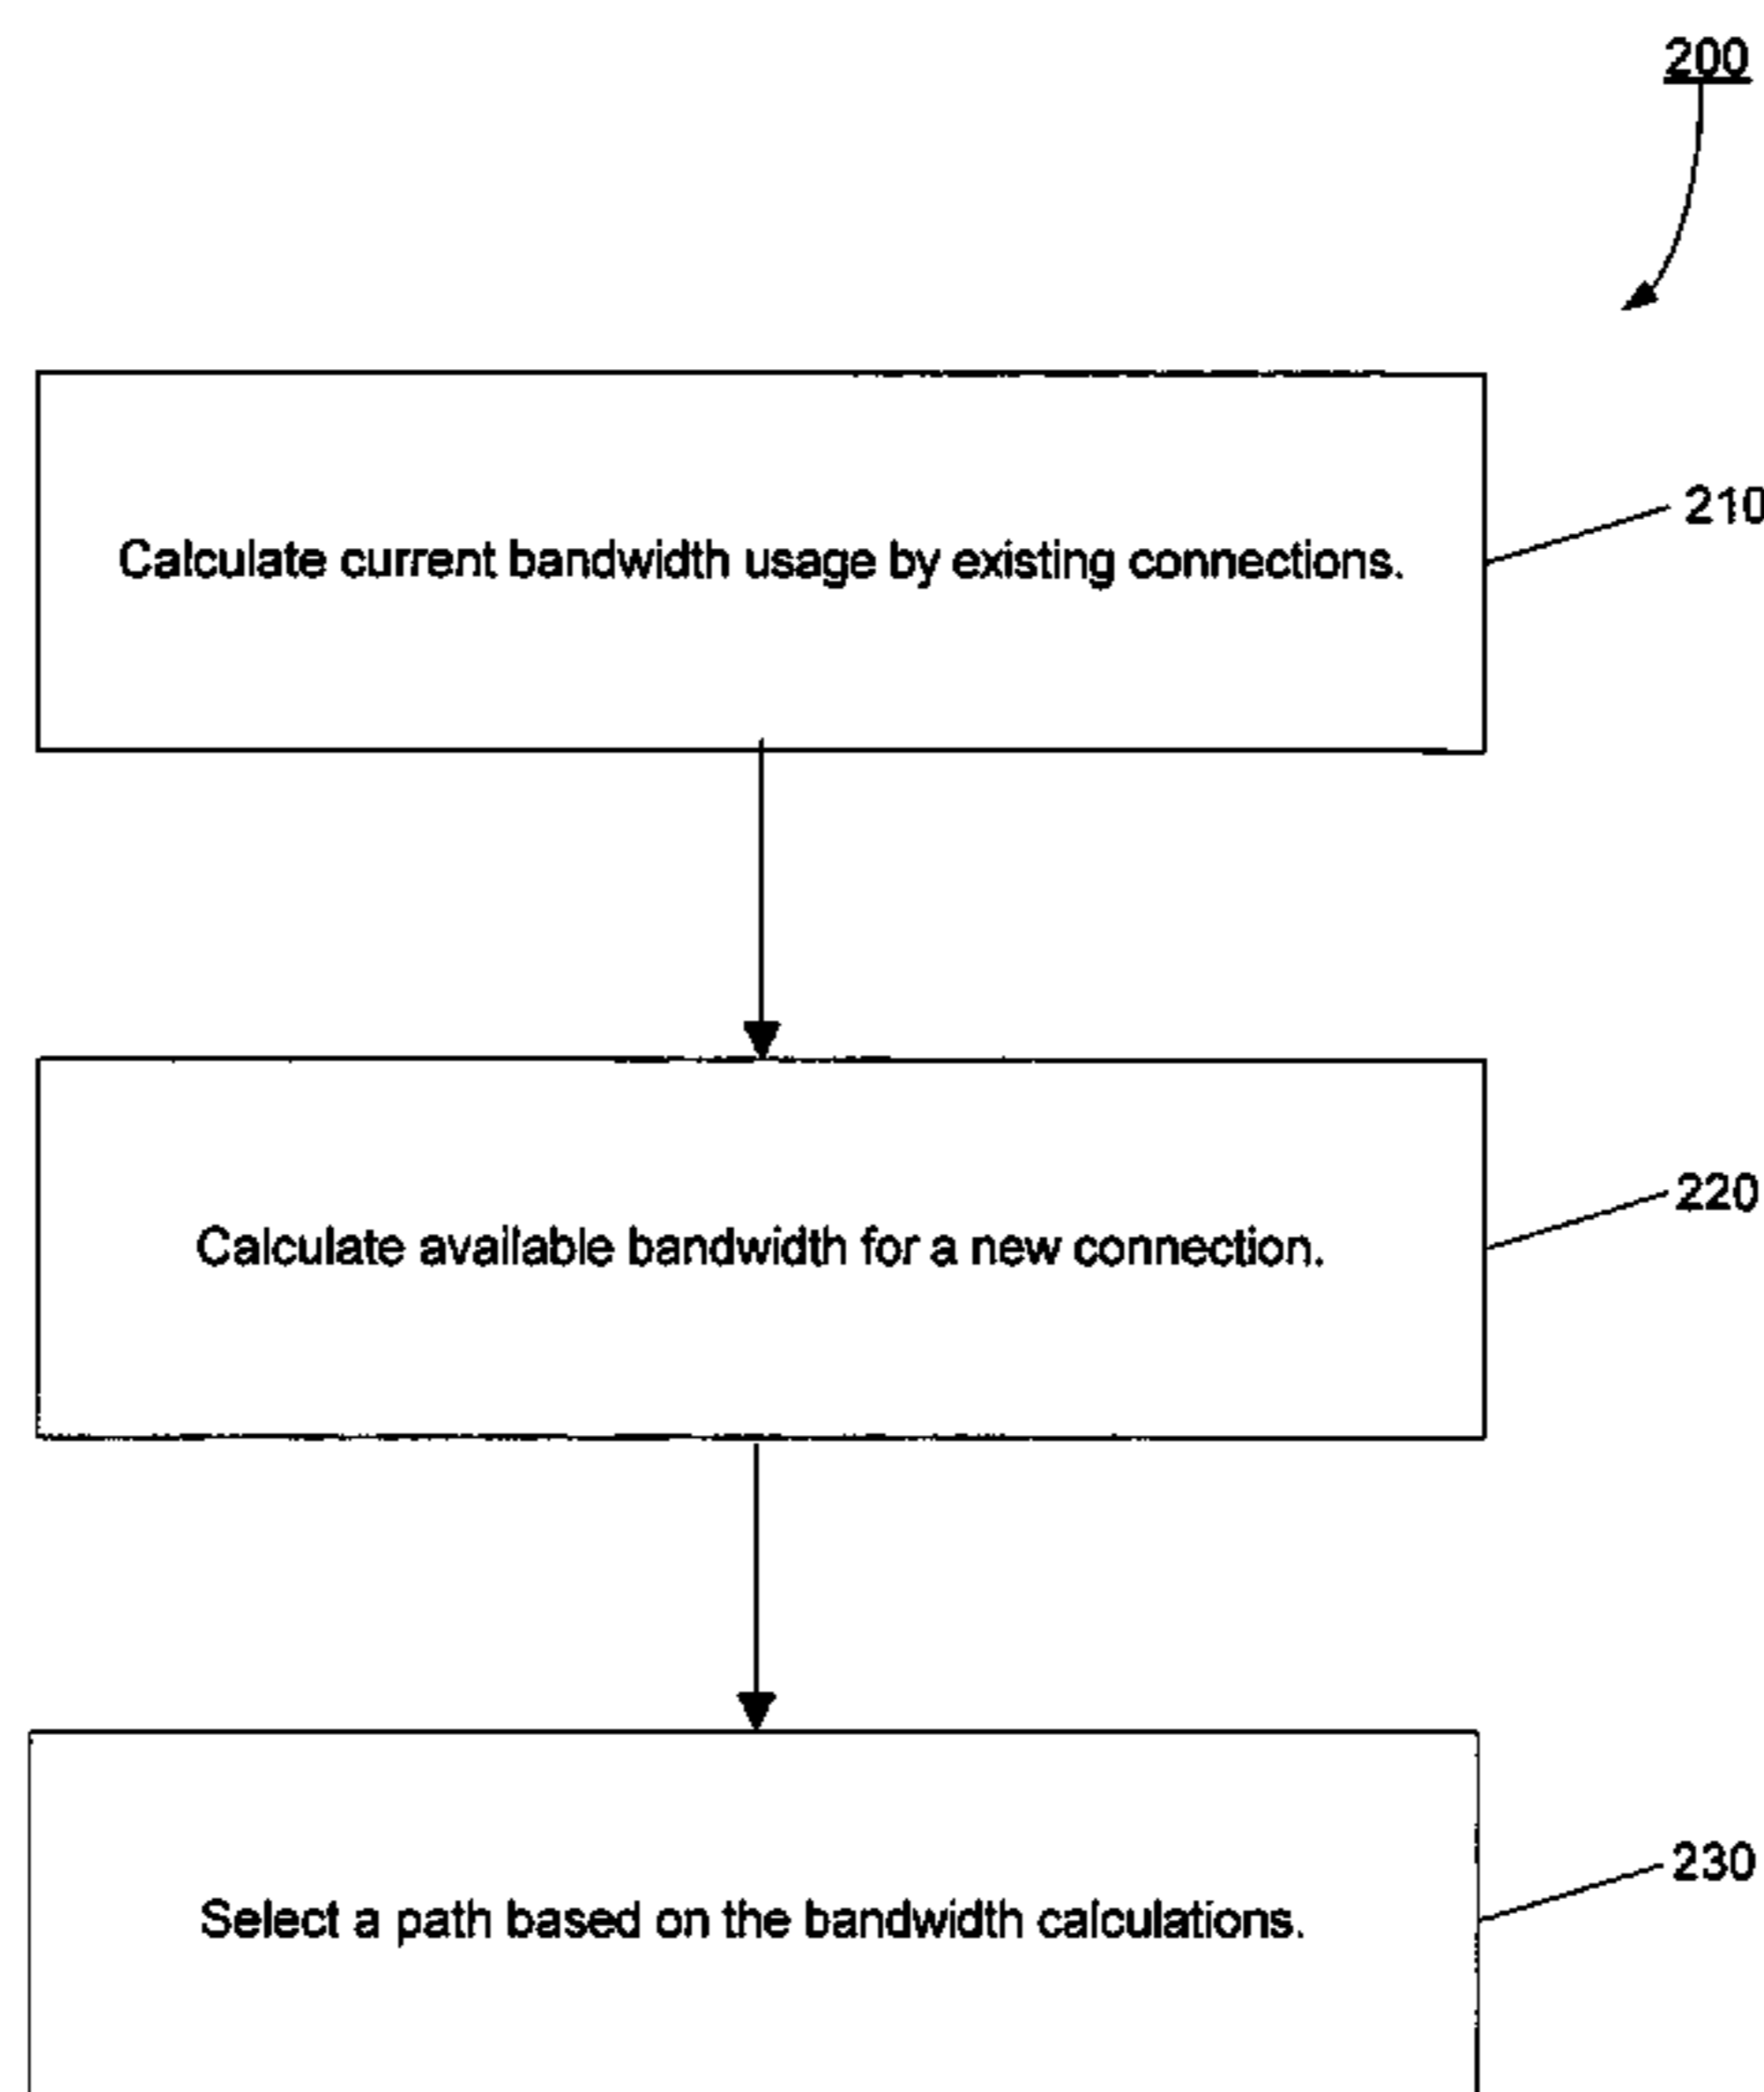 200
Calculate current bandwidth usage by existing connections.
210
Calculate available bandwidth for a new connection.
220
Select a path based on the bandwidth calculations.
230